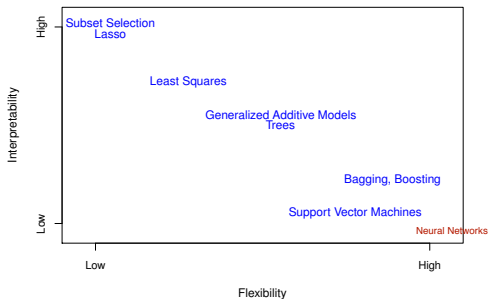 High
Subset Selection
Lasso
Least Squares
Interpretability
Generalized Additive Models
Trees
Bagging, Boosting
Support Vector Machines
Low
Neural Networks
Low
High
Flexibility